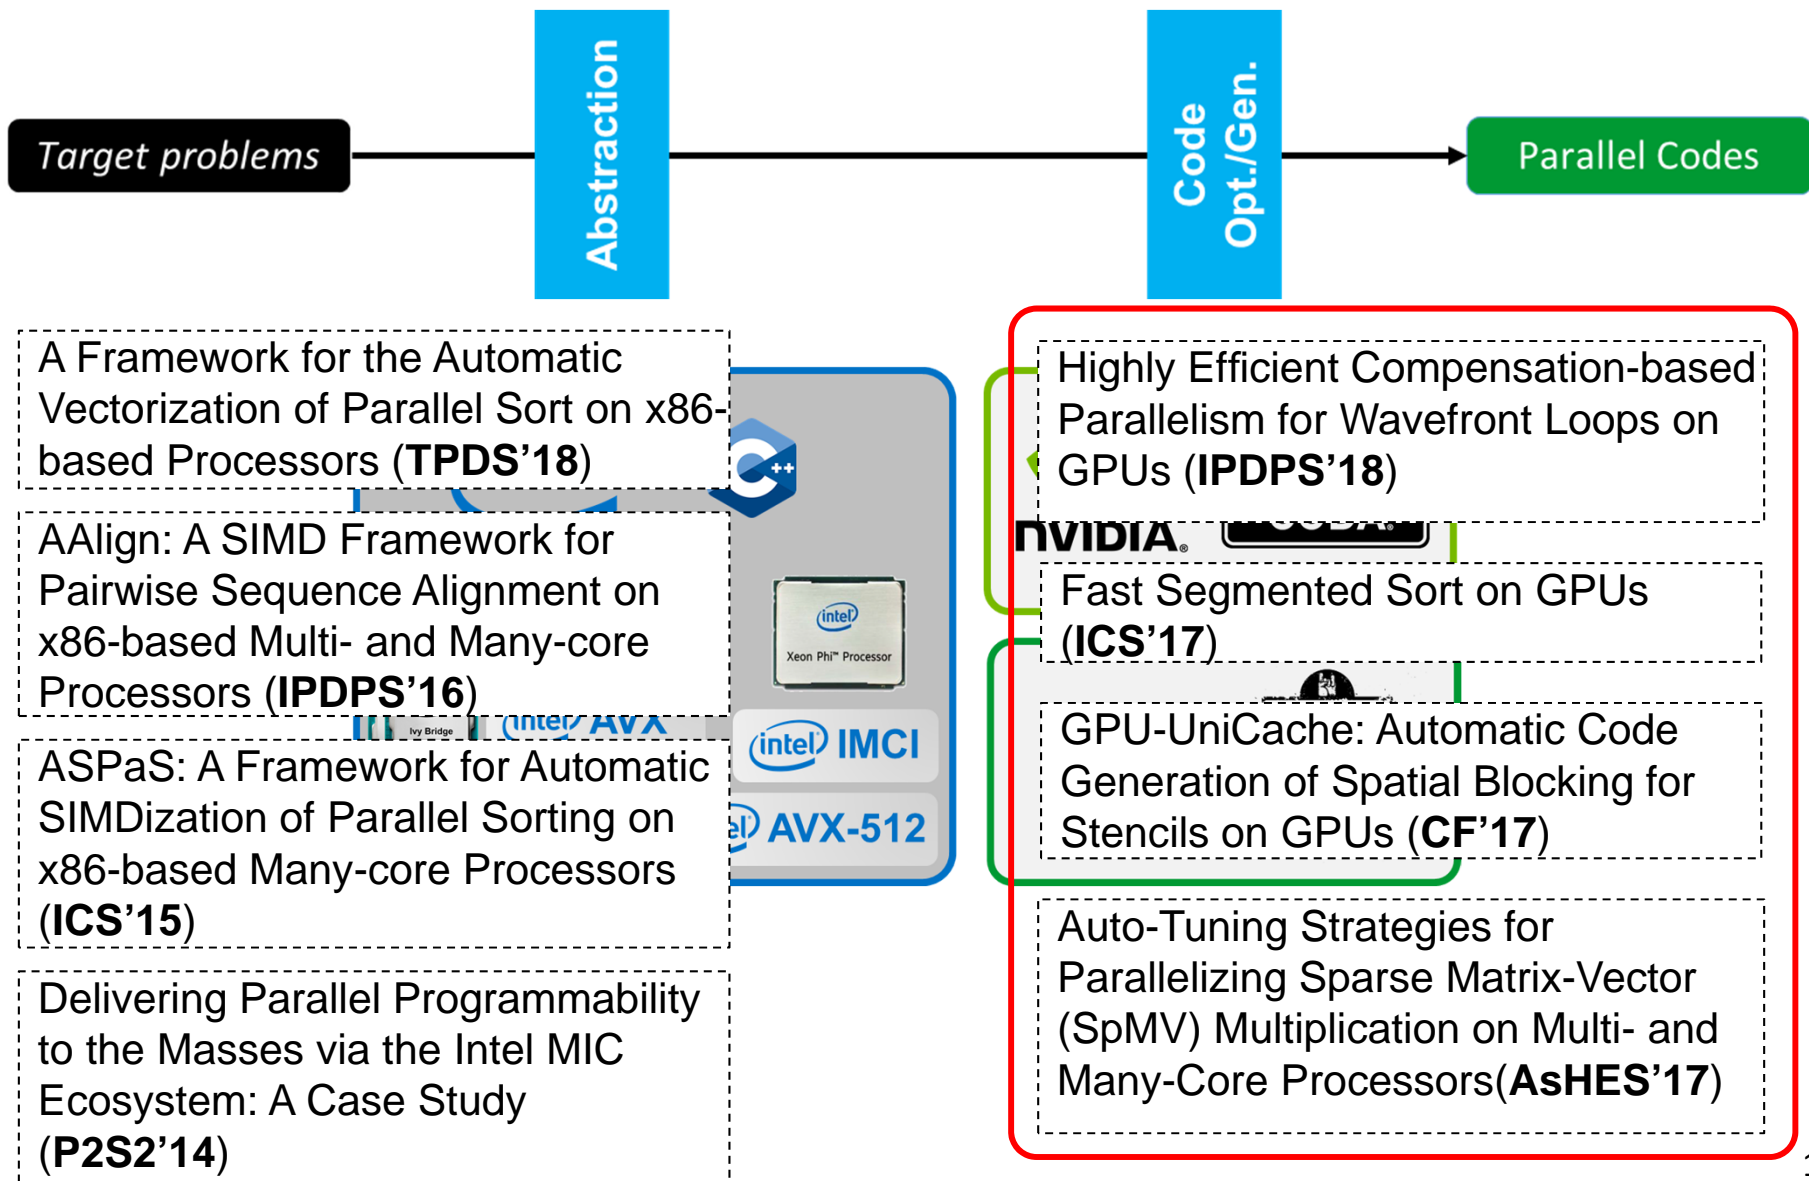 Target problems
Abstraction
Code
Opt./Gen.
Parallel Codes
A Framework for the Automatic
Vectorization of Parallel Sort on x86-
based Processors (TPDS’18)
AAlign: A SIMD Framework for
Pairwise Sequence Alignment on
x86-based Multi- and Many-core
Processors (IPDPS’16)
ASPaS: A Framework for Automatic
SIMDization of Parallel Sorting on
x86-based Many-core Processors
(ICS’15)
Delivering Parallel Programmability
to the Masses via the Intel MIC
Ecosystem: A Case Study
(P2S2’14)
C++
intel
Xeon Phi™ Processor
Ivy Bridge
(intel) AVX
(intel) IMCI
AVX-512
Highly Efficient Compensation-based
Parallelism for Wavefront Loops on
GPUs (IPDPS’18)
NVIDIA®
Fast Segmented Sort on GPUs
(ICS’17)
GPU-UniCache: Automatic Code
Generation of Spatial Blocking for
Stencils on GPUs (CF’17)
Auto-Tuning Strategies for
Parallelizing Sparse Matrix-Vector
(SpMV) Multiplication on Multi- and
Many-Core Processors(AsHES’17)